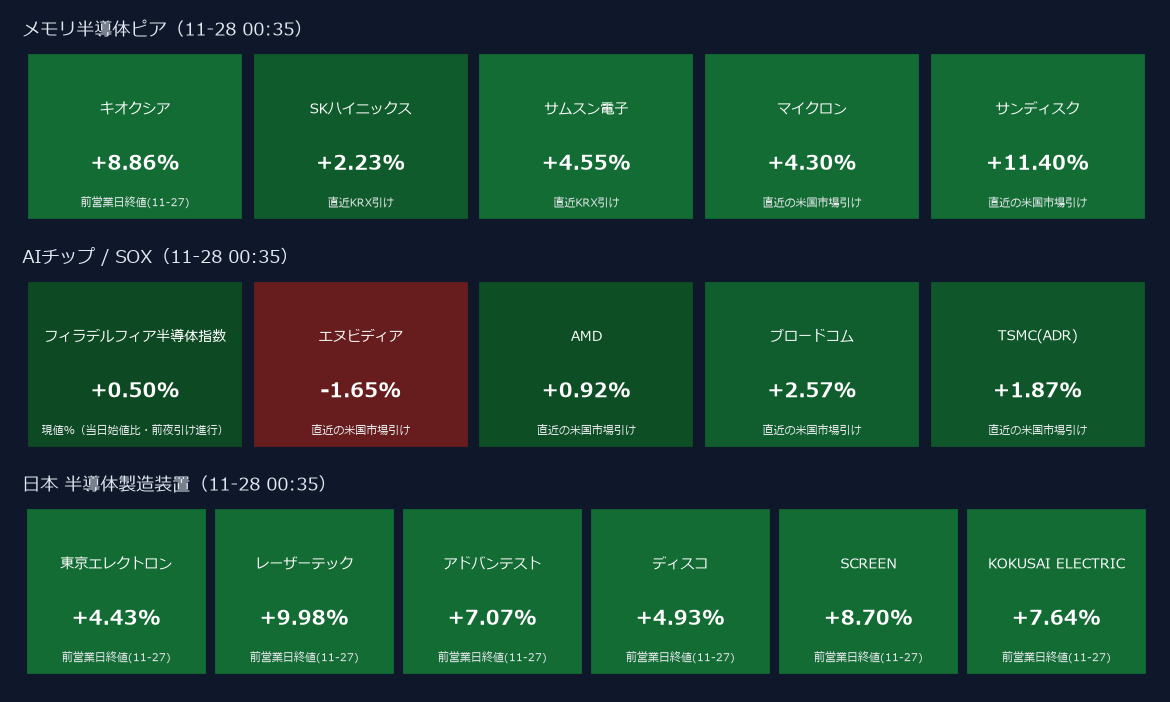 メモリ半導体ピア（11-28 00:35）
キオクシア
+8.86%
前営業日終値(11-27)
SKハイニックス
+2.23%
直近KRX引け
サムスン電子
+4.55%
直近KRX引け
マイクロン
+4.30%
直近の米国市場引け
サンディスク
+11.40%
直近の米国市場引け
AIチップ / SOX（11-28 00:35）
フィラデルフィア半導体指数
+0.50%
現値%（当日始値比・前夜引け進行）
エヌビディア
-1.65%
直近の米国市場引け
AMD
+0.92%
直近の米国市場引け
ブロードコム
+2.57%
直近の米国市場引け
TSMC(ADR)
+1.87%
直近の米国市場引け
日本 半導体製造装置（11-28 00:35）
東京エレクトロン
+4.43%
前営業日終値(11-27)
レーザーテック
+9.98%
前営業日終値(11-27)
アドバンテスト
+7.07%
前営業日終値(11-27)
ディスコ
+4.93%
前営業日終値(11-27)
SCREEN
+8.70%
前営業日終値(11-27)
KOKUSAI ELECTRIC
+7.64%
前営業日終値(11-27)